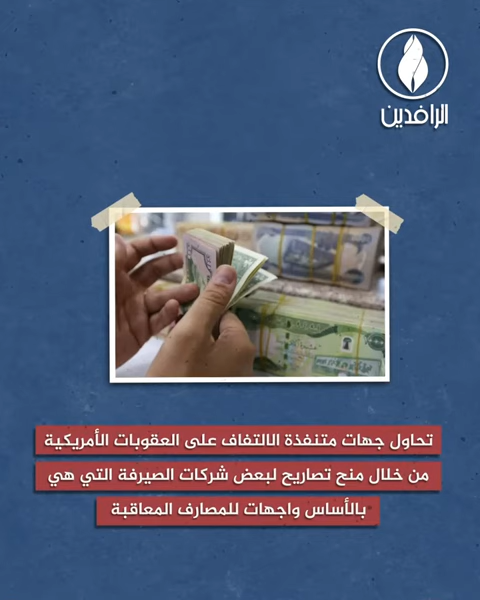 الرافدين
تحاول جهات متنفذة الالتفاف على العقوبات الأمريكية
من خلال منح تصاريح لبعض شركات الصيرفة التي هي
بالأساس واجهات للمصارف المعاقبة